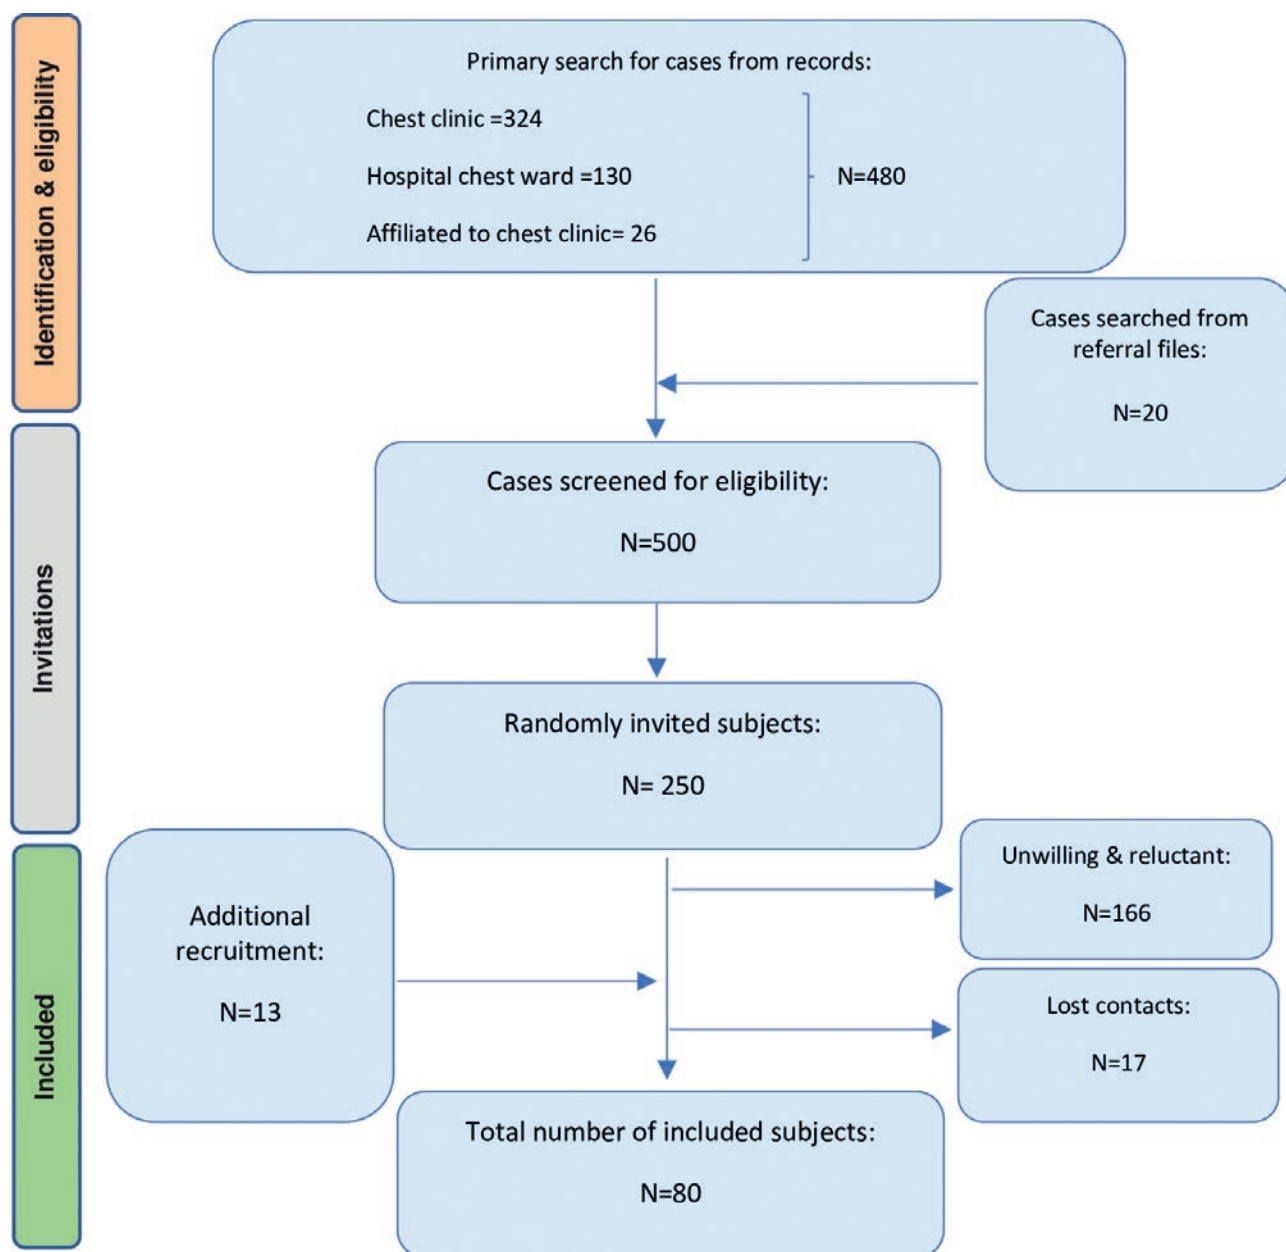 Identification & eligibility
Primary search for cases from records:
Chest clinic =324
Hospital chest ward =130
Affiliated to chest clinic= 26
N=480
Cases searched from
referral files:
N=20
Invitations
Cases screened for eligibility:
N=500
Randomly invited subjects:
N= 250
Included
Additional
recruitment:
N=13
Unwilling & reluctant:
N=166
Lost contacts:
N=17
Total number of included subjects:
N=80